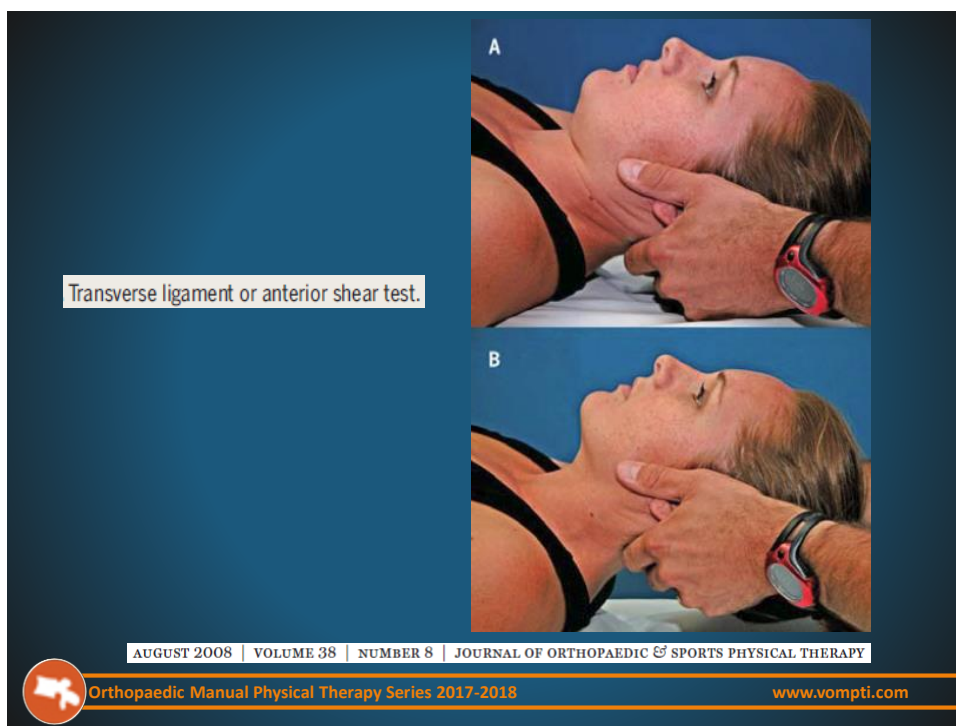 A
Transverse ligament or anterior shear test.
B
AUGUST 2008 | VOLUME 38 | NUMBER 8 | JOURNAL OF ORTHOPAEDIC & SPORTS PHYSICAL THERAPY
Orthopaedic Manual Physical Therapy Series 2017-2018
www.vompti.com